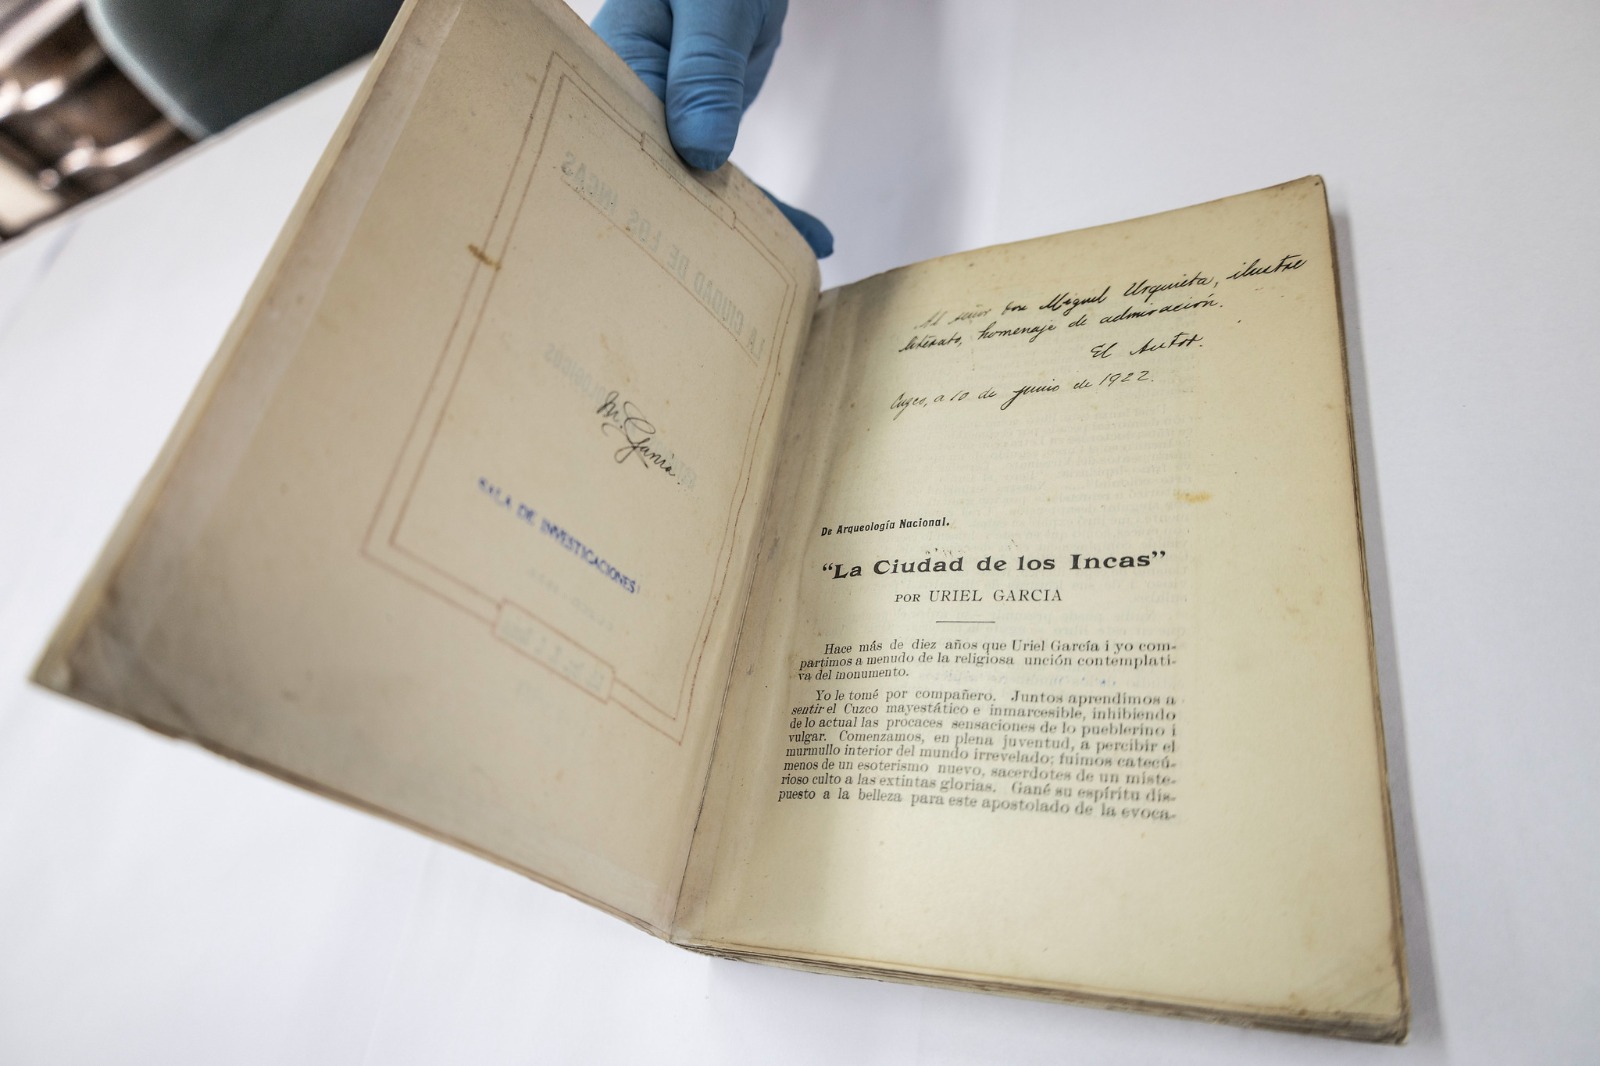 LA CIUDAD DE LOS INCAS
M. Garcia
SALA DE INVESTIGACIONES
Al señor don Miguel Urquieta, ilustre
literato, homenaje de admiración.
El Autor.
Cuzco, a 10 de junio de 1922.
De Arqueología Nacional.
“La Ciudad de los Incas”
POR URIEL GARCIA
Hace más de diez años que Uriel García i yo com-
partimos a menudo de la religiosa unción contemplati-
va del monumento.
Yo le tomé por compañero. Juntos aprendimos a
sentir el Cuzco mayestático e inmarcesible, inhibiendo
de lo actual las procaces sensaciones de lo pueblerino i
vulgar. Comenzamos, en plena juventud, a percibir el
murmullo interior del mundo irrevelado; fuimos catecú-
menos de un esoterismo nuevo, sacerdotes de un miste-
rioso culto a las extintas glorias. Gané su espíritu dis-
puesto a la belleza para este apostolado de la evoca-